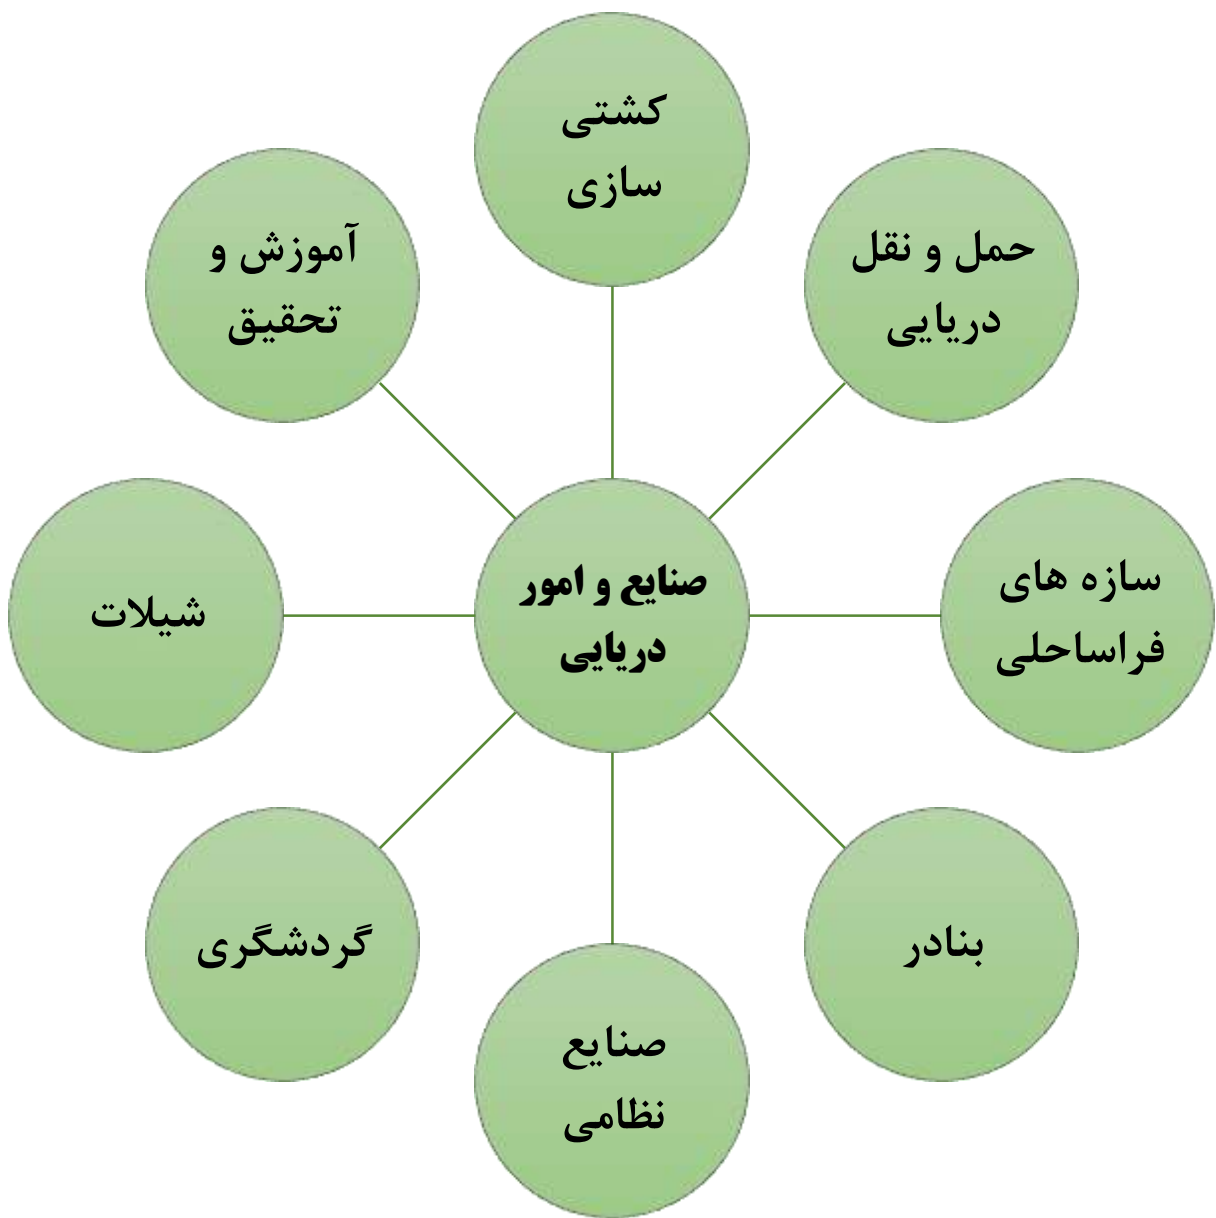 کشتی
سازی
حمل و نقل
دریایی
سازه های
فراساحلی
بنادر
صنایع
نظامی
گردشگری
شیلات
آموزش و
تحقیق
صنایع و امور
دریایی